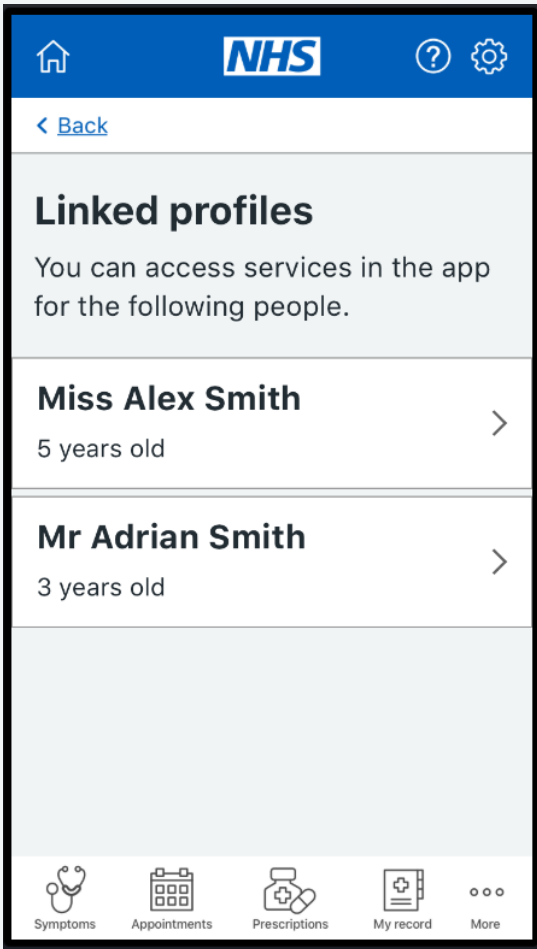 NHS
Back
Linked profiles
You can access services in the app
for the following people.
Miss Alex Smith
5 years old
Mr Adrian Smith
3 years old
Symptoms
Appointments
Prescriptions
My record
More